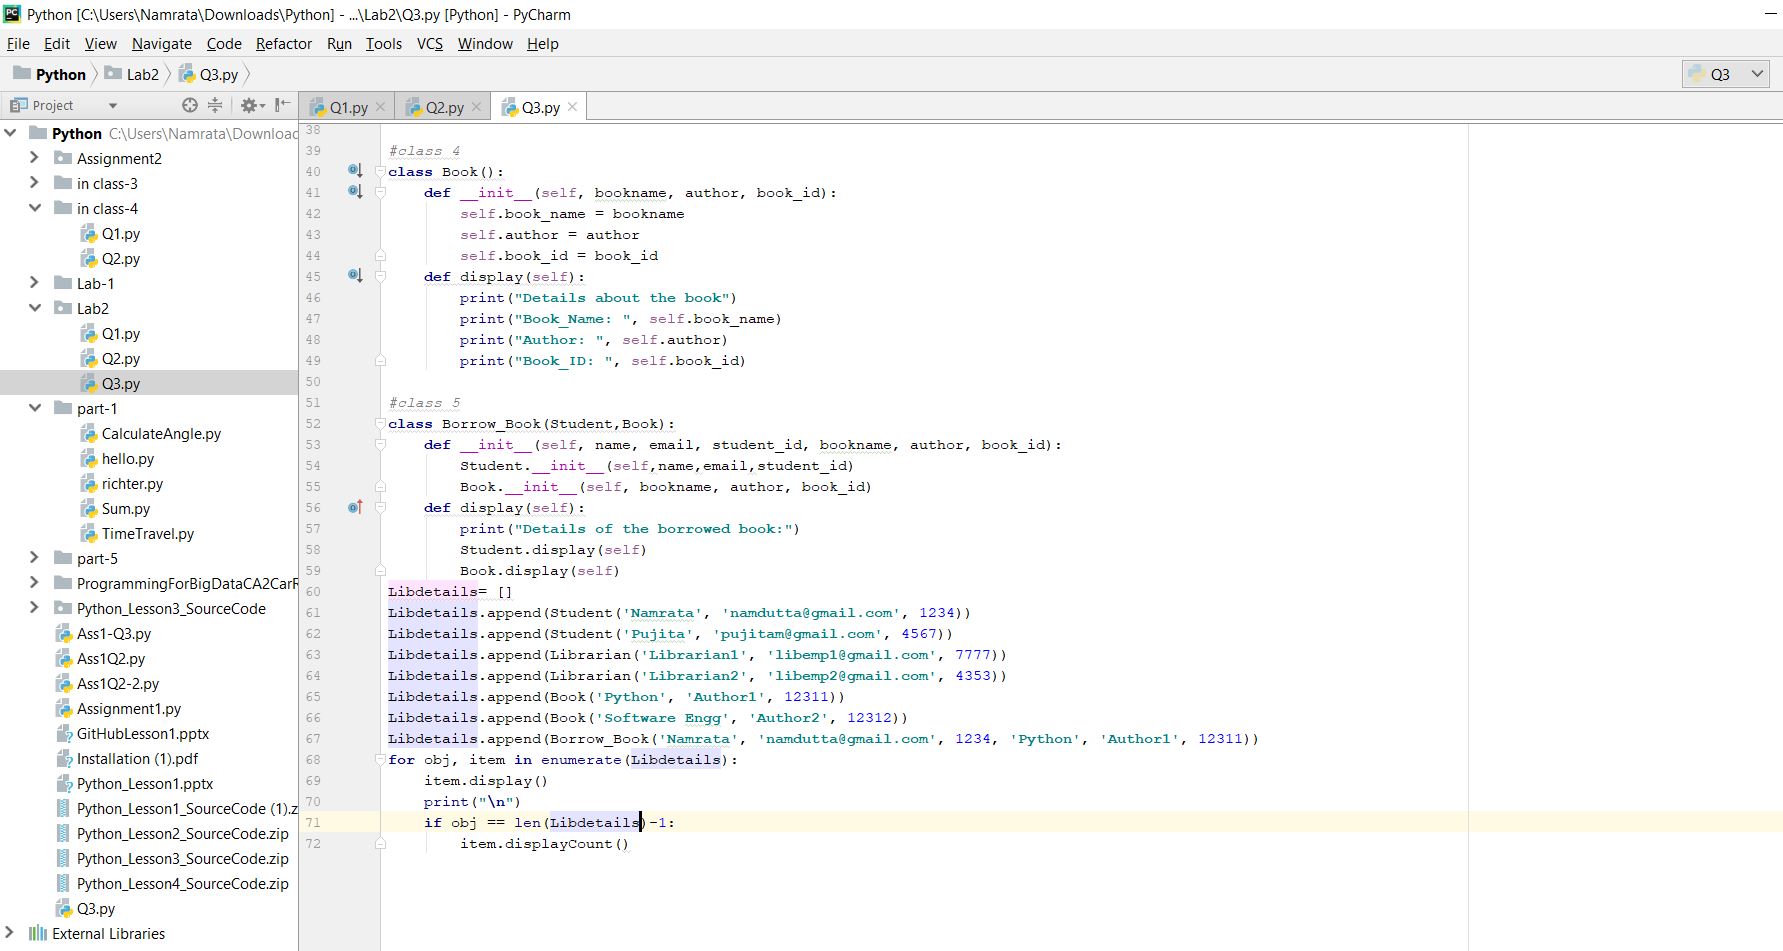 PC Python [C:\Users\Namrata\Downloads\Python] - ...\Lab2\Q3.py [Python] - PyCharm
File Edit View Navigate Code Refactor Run Tools VCS Window Help
Python Lab2 Q3.py Q3
Project
Q1.py Q2.py Q3.py
Python C:\Users\Namrata\Downloac
Assignment2
in class-3
in class-4
Q1.py
Q2.py
Lab-1
Lab2
Q1.py
Q2.py
Q3.py
part-1
CalculateAngle.py
hello.py
richter.py
Sum.py
TimeTravel.py
part-5
ProgrammingForBigDataCA2CarR
Python_Lesson3_SourceCode
Ass1-Q3.py
Ass1Q2.py
Ass1Q2-2.py
Assignment1.py
GitHubLesson1.pptx
Installation (1).pdf
Python_Lesson1.pptx
Python_Lesson1_SourceCode (1).z
Python_Lesson2_SourceCode.zip
Python_Lesson3_SourceCode.zip
Python_Lesson4_SourceCode.zip
Q3.py
External Libraries
38
39 #class 4
40 class Book():
41 def __init__(self, bookname, author, book_id):
42 self.book_name = bookname
43 self.author = author
44 self.book_id = book_id
45 def display(self):
46 print("Details about the book")
47 print("Book_Name: ", self.book_name)
48 print("Author: ", self.author)
49 print("Book_ID: ", self.book_id)
50
51 #class 5
52 class Borrow_Book(Student,Book):
53 def __init__(self, name, email, student_id, bookname, author, book_id):
54 Student.__init__(self,name,email,student_id)
55 Book.__init__(self, bookname, author, book_id)
56 def display(self):
57 print("Details of the borrowed book:")
58 Student.display(self)
59 Book.display(self)
60 Libdetails= []
61 Libdetails.append(Student('Namrata', 'namdutta@gmail.com', 1234))
62 Libdetails.append(Student('Pujita', 'pujitam@gmail.com', 4567))
63 Libdetails.append(Librarian('Librarian1', 'libemp1@gmail.com', 7777))
64 Libdetails.append(Librarian('Librarian2', 'libemp2@gmail.com', 4353))
65 Libdetails.append(Book('Python', 'Author1', 12311))
66 Libdetails.append(Book('Software Engg', 'Author2', 12312))
67 Libdetails.append(Borrow_Book('Namrata', 'namdutta@gmail.com', 1234, 'Python', 'Author1', 12311))
68 for obj, item in enumerate(Libdetails):
69 item.display()
70 print("\n")
71 if obj == len(Libdetails)-1:
72 item.displayCount()